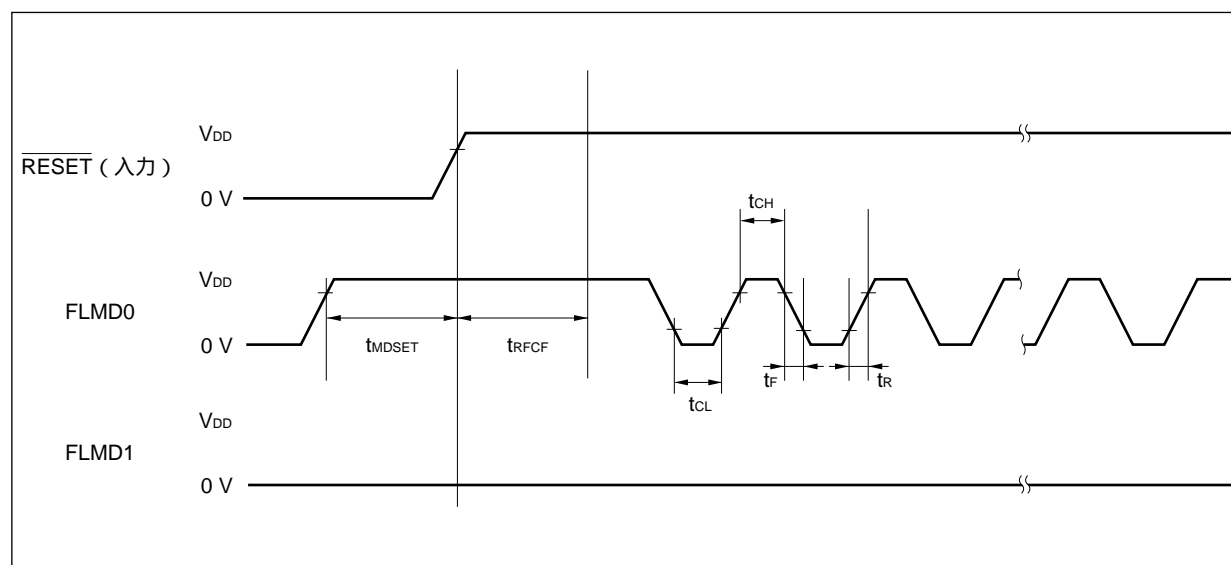 VDD
RESET（入力）
0 V
tCH
VDD
FLMD0
0 V
tMDSET
tRFCF
tF
tR
tCL
VDD
FLMD1
0 V